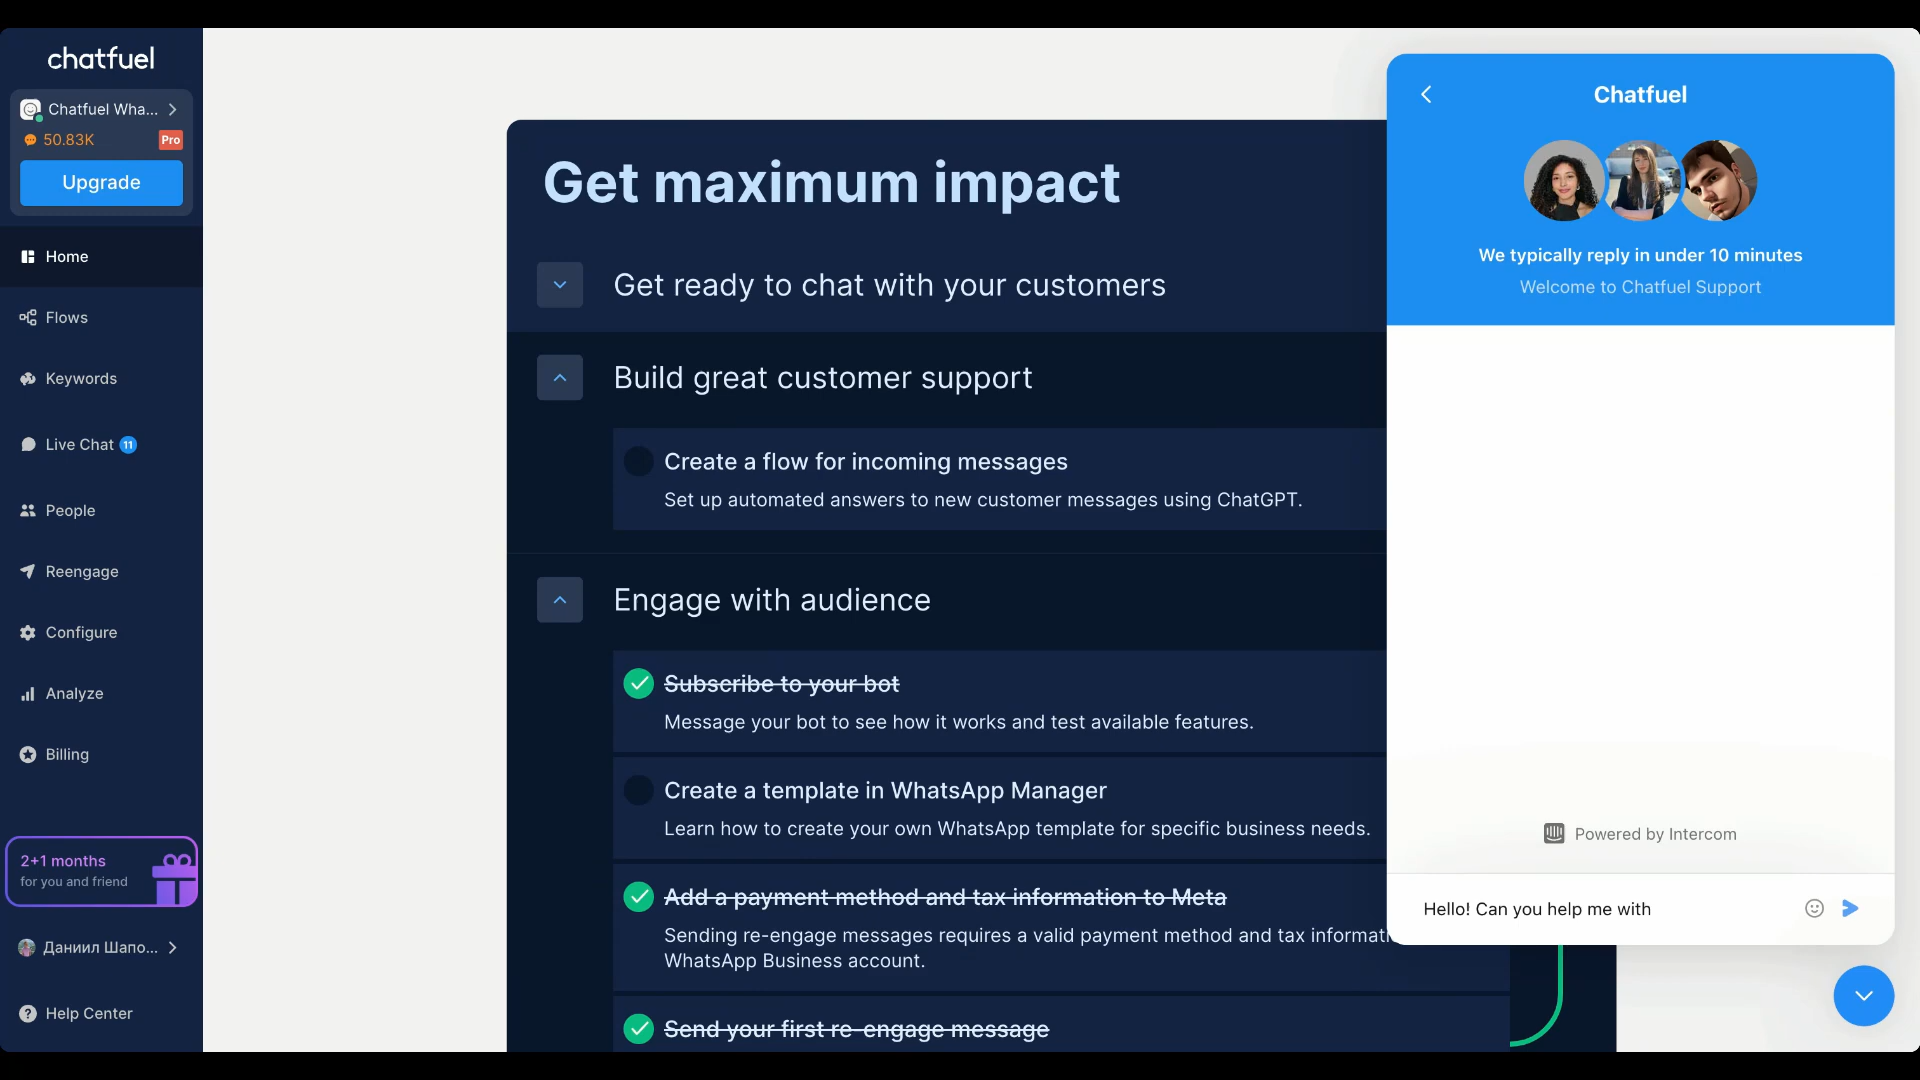 chatfuel
Chatfuel Wha...
50.83K
Pro
Upgrade
Home
Flows
Keywords
Live Chat 11
People
Reengage
Configure
Analyze
Billing
2+1 months
for you and friend
Даниил Шапо...
Help Center
Get maximum impact
Get ready to chat with your customers
Build great customer support
Create a flow for incoming messages
Set up automated answers to new customer messages using ChatGPT.
Engage with audience
Subscribe to your bot
Message your bot to see how it works and test available features.
Create a template in WhatsApp Manager
Learn how to create your own WhatsApp template for specific business needs.
Add a payment method and tax information to Meta
Sending re-engage messages requires a valid payment method and tax informati
WhatsApp Business account.
Send your first re-engage message
Chatfuel
We typically reply in under 10 minutes
Welcome to Chatfuel Support
Powered by Intercom
Hello! Can you help me with